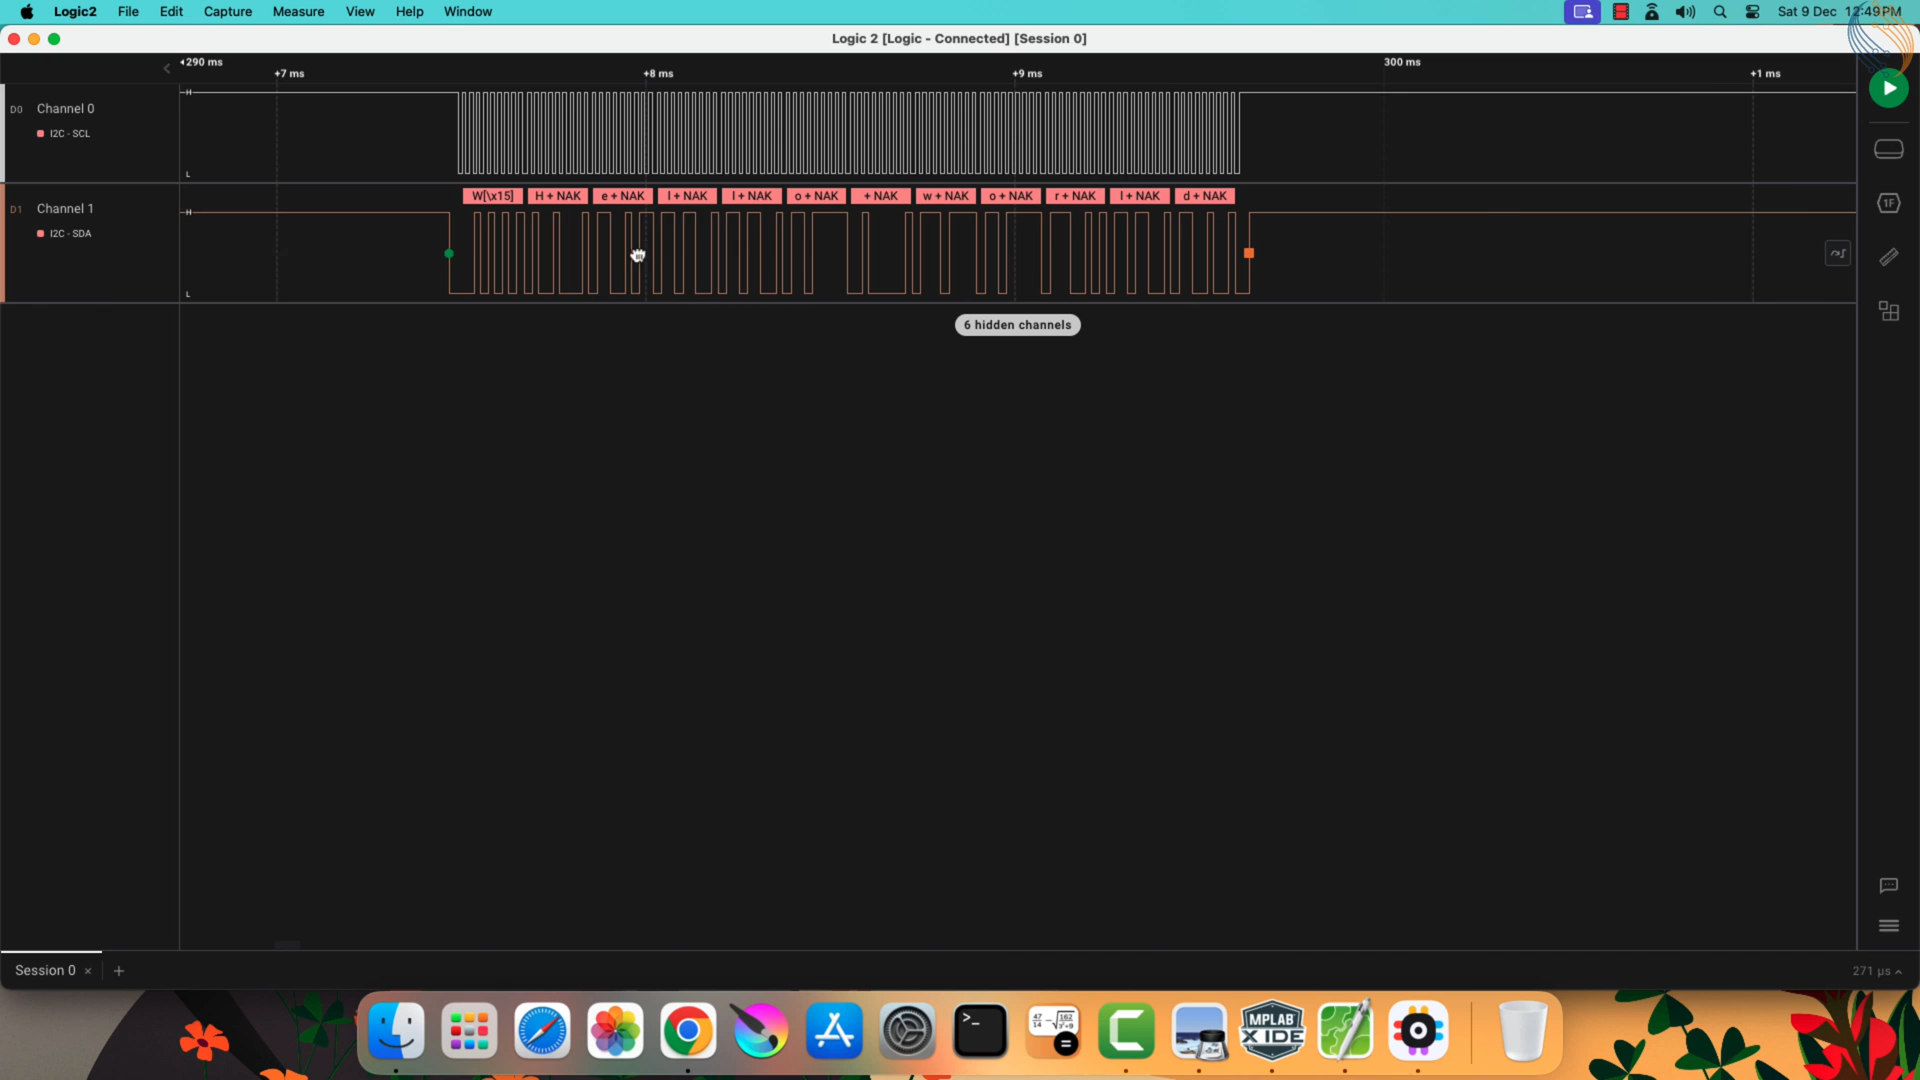 Logic2 File Edit Capture Measure View Help Window Sat 9 Dec 12:49PM
Logic 2 [Logic - Connected] [Session 0]
290 ms 300 ms
+7 ms +8 ms +9 ms +1 ms
H
D0 Channel 0
I2C - SCL
L
W[\x15] H + NAK e + NAK l + NAK l + NAK o + NAK + NAK w + NAK o + NAK r + NAK l + NAK d + NAK
D1 Channel 1 H
I2C - SDA
L
1F
6 hidden channels
Session 0 × + 271 µs
MPLAB
X IDE